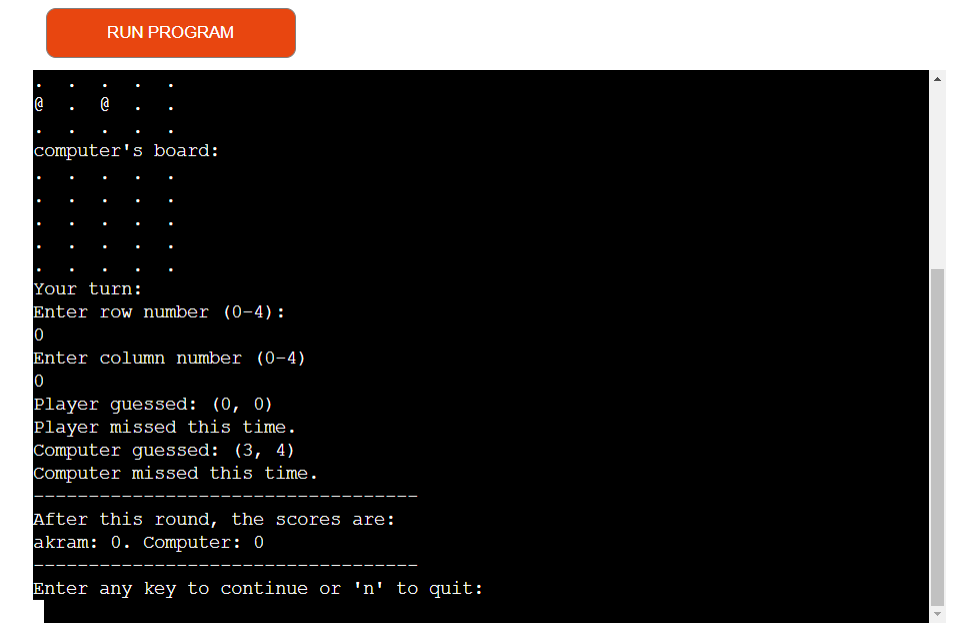 RUN PROGRAM
. . . . .
@ . @ . .
. . . . .
computer's board:
. . . . .
. . . . .
. . . . .
. . . . .
. . . . .
Your turn:
Enter row number (0-4):
0
Enter column number (0-4)
0
Player guessed: (0, 0)
Player missed this time.
Computer guessed: (3, 4)
Computer missed this time.
-----------------------------------
After this round, the scores are:
akram: 0. Computer: 0
-----------------------------------
Enter any key to continue or 'n' to quit: